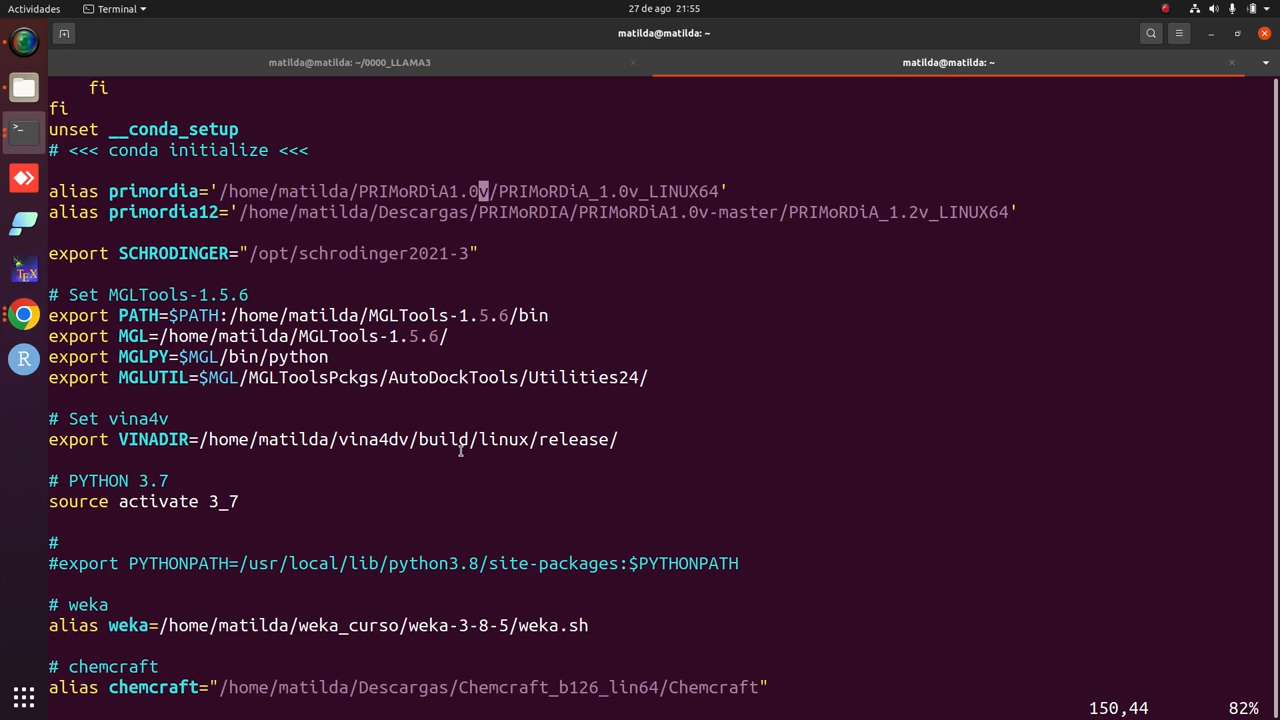 Actividades
Terminal
27 de ago 21:55
matilda@matilda: ~
matilda@matilda: ~/0000_LLAMA3
matilda@matilda: ~
    fi
fi
unset __conda_setup
# <<< conda initialize <<<
alias primordia='/home/matilda/PRIMoRDiA1.0v/PRIMoRDiA_1.0v_LINUX64'
alias primordia12='/home/matilda/Descargas/PRIMoRDIA/PRIMoRDiA1.0v-master/PRIMoRDiA_1.2v_LINUX64'
export SCHRODINGER="/opt/schrodinger2021-3"
# Set MGLTools-1.5.6
export PATH=$PATH:/home/matilda/MGLTools-1.5.6/bin
export MGL=/home/matilda/MGLTools-1.5.6/
export MGLPY=$MGL/bin/python
export MGLUTIL=$MGL/MGLToolsPckgs/AutoDockTools/Utilities24/
# Set vina4v
export VINADIR=/home/matilda/vina4dv/build/linux/release/
# PYTHON 3.7
source activate 3_7
#
#export PYTHONPATH=/usr/local/lib/python3.8/site-packages:$PYTHONPATH
# weka
alias weka=/home/matilda/weka_curso/weka-3-8-5/weka.sh
# chemcraft
alias chemcraft="/home/matilda/Descargas/Chemcraft_b126_lin64/Chemcraft"
150,44
82%
TEX
R